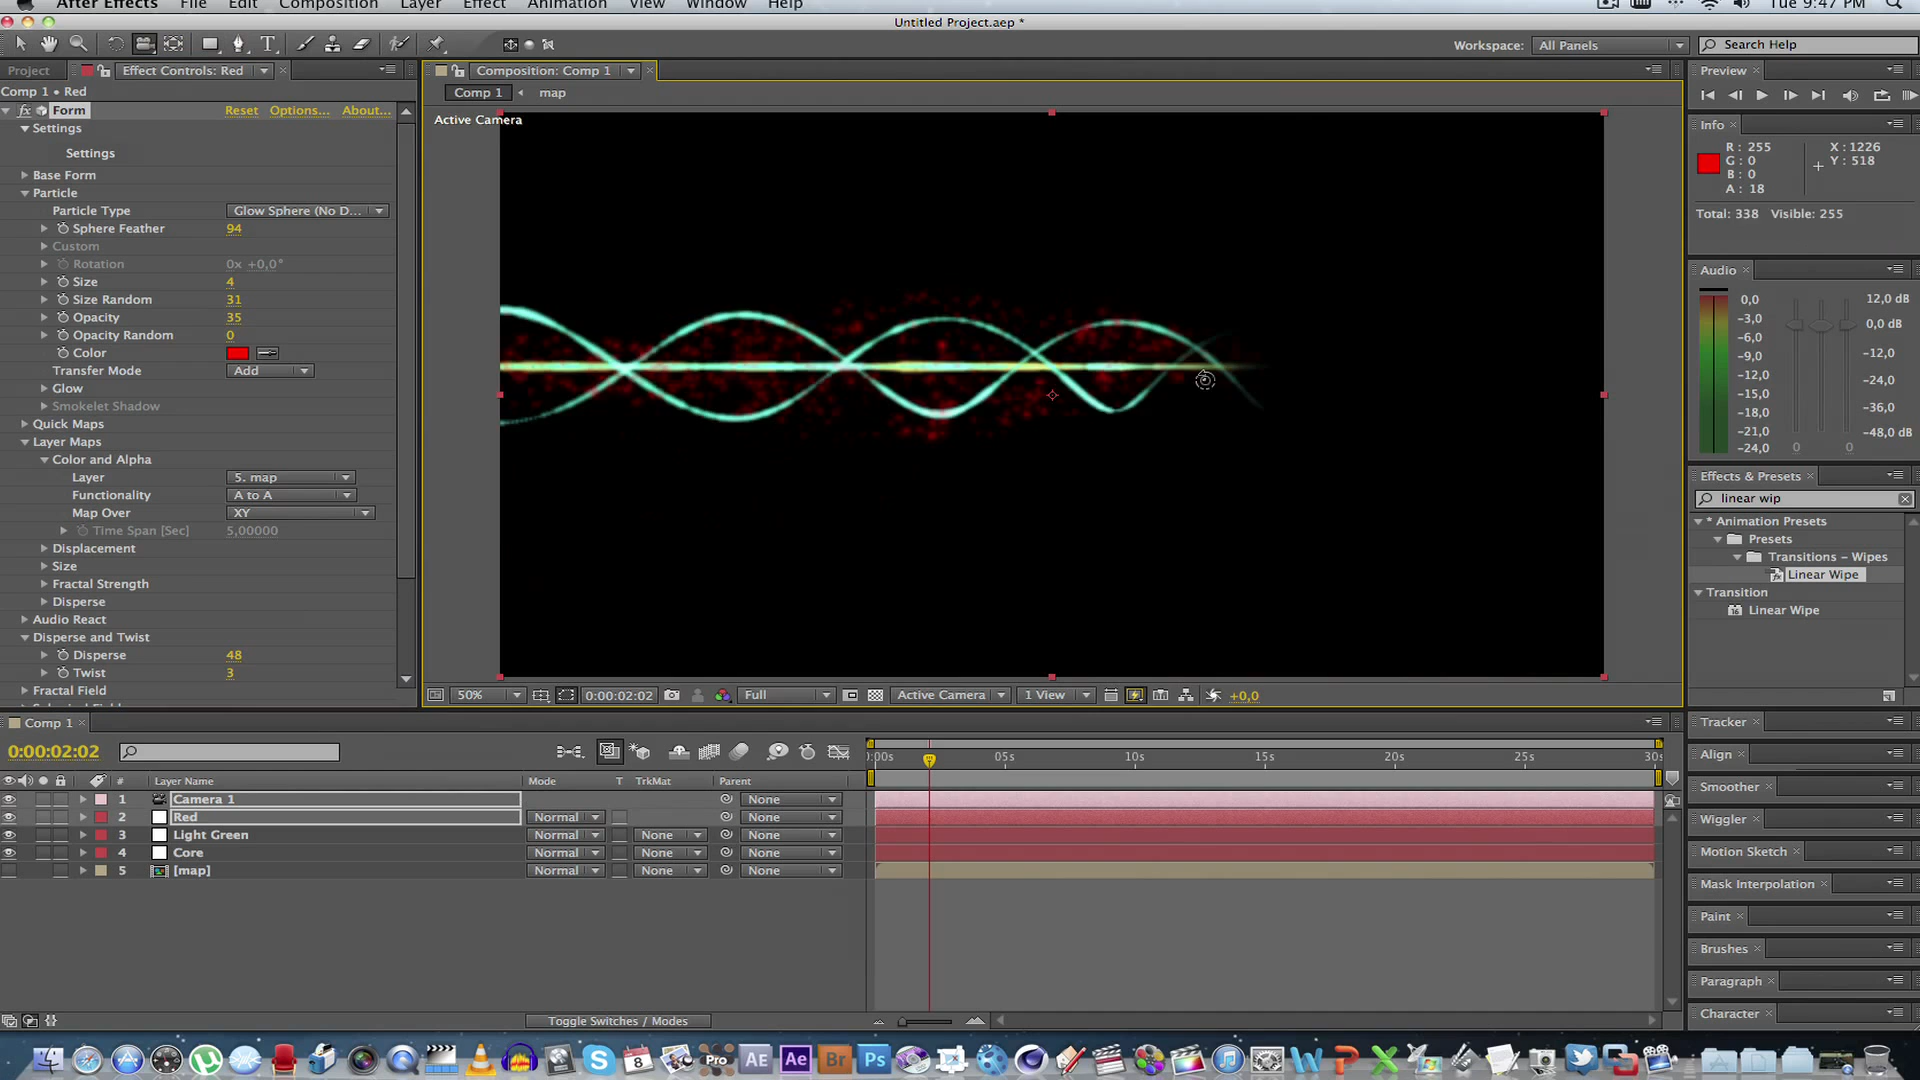 After Effects File Edit Composition Layer Effect Animation View Window Help Tue 9:47 PM
Untitled Project.aep *
Workspace: All Panels Search Help
Project Effect Controls: Red Composition: Comp 1 Preview
Comp 1 • Red
Comp 1 map
Form Reset Options... About...
Active Camera
Settings
Settings
Base Form
Particle
Particle Type Glow Sphere (No D...
Sphere Feather 94
Custom
Rotation 0x +0,0°
Size 4
Size Random 31
Opacity 35
Opacity Random 0
Color
Transfer Mode Add
Glow
Smokelet Shadow
Quick Maps
Layer Maps
Color and Alpha
Layer 5. map
Functionality A to A
Map Over XY
Time Span [Sec] 5,00000
Displacement
Size
Fractal Strength
Disperse
Audio React
Disperse and Twist
Disperse 48
Twist 3
Fractal Field
50% 0:00:02:02 Full Active Camera 1 View +0,0
Info
R : 255 X : 1226
G : 0 Y : 518
B : 0
A : 18
Total: 338 Visible: 255
Audio
0,0 12,0 dB
-3,0 0,0 dB
-6,0
-9,0 -12,0
-12,0 -24,0
-15,0
-18,0 -36,0
-21,0 -48,0 dB
-24,0 0 0
Effects & Presets
linear wip
* Animation Presets
Presets
Transitions – Wipes
Linear Wipe
Transition
16 Linear Wipe
Tracker
Align
Smoother
Wiggler
Motion Sketch
Mask Interpolation
Paint
Brushes
Paragraph
Character
Comp 1
0:00:02:02
:00s 05s 10s 15s 20s 25s 30s
# Layer Name Mode T TrkMat Parent
1 Camera 1 None
2 Red Normal None
3 Light Green Normal None None
4 Core Normal None None
5 [map] Normal None None
Toggle Switches / Modes
8 Pro AE Ae Br Ps